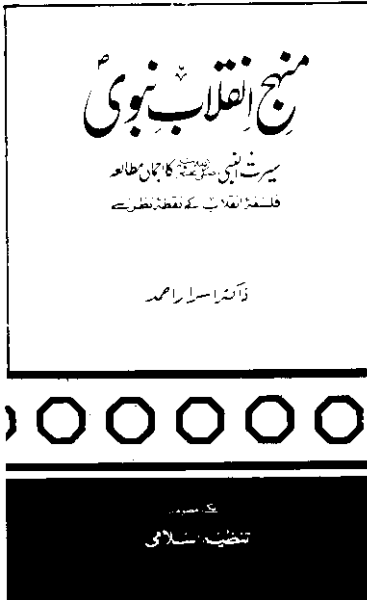 منہجِ انقلابِ نبویؐ
سیرت النبی ﷺ کا اجمالی مطالعہ
فلسفۂ انقلاب کے نقطۂ نظر سے
ڈاکٹر اسرار احمد
تنظیم اسلامی